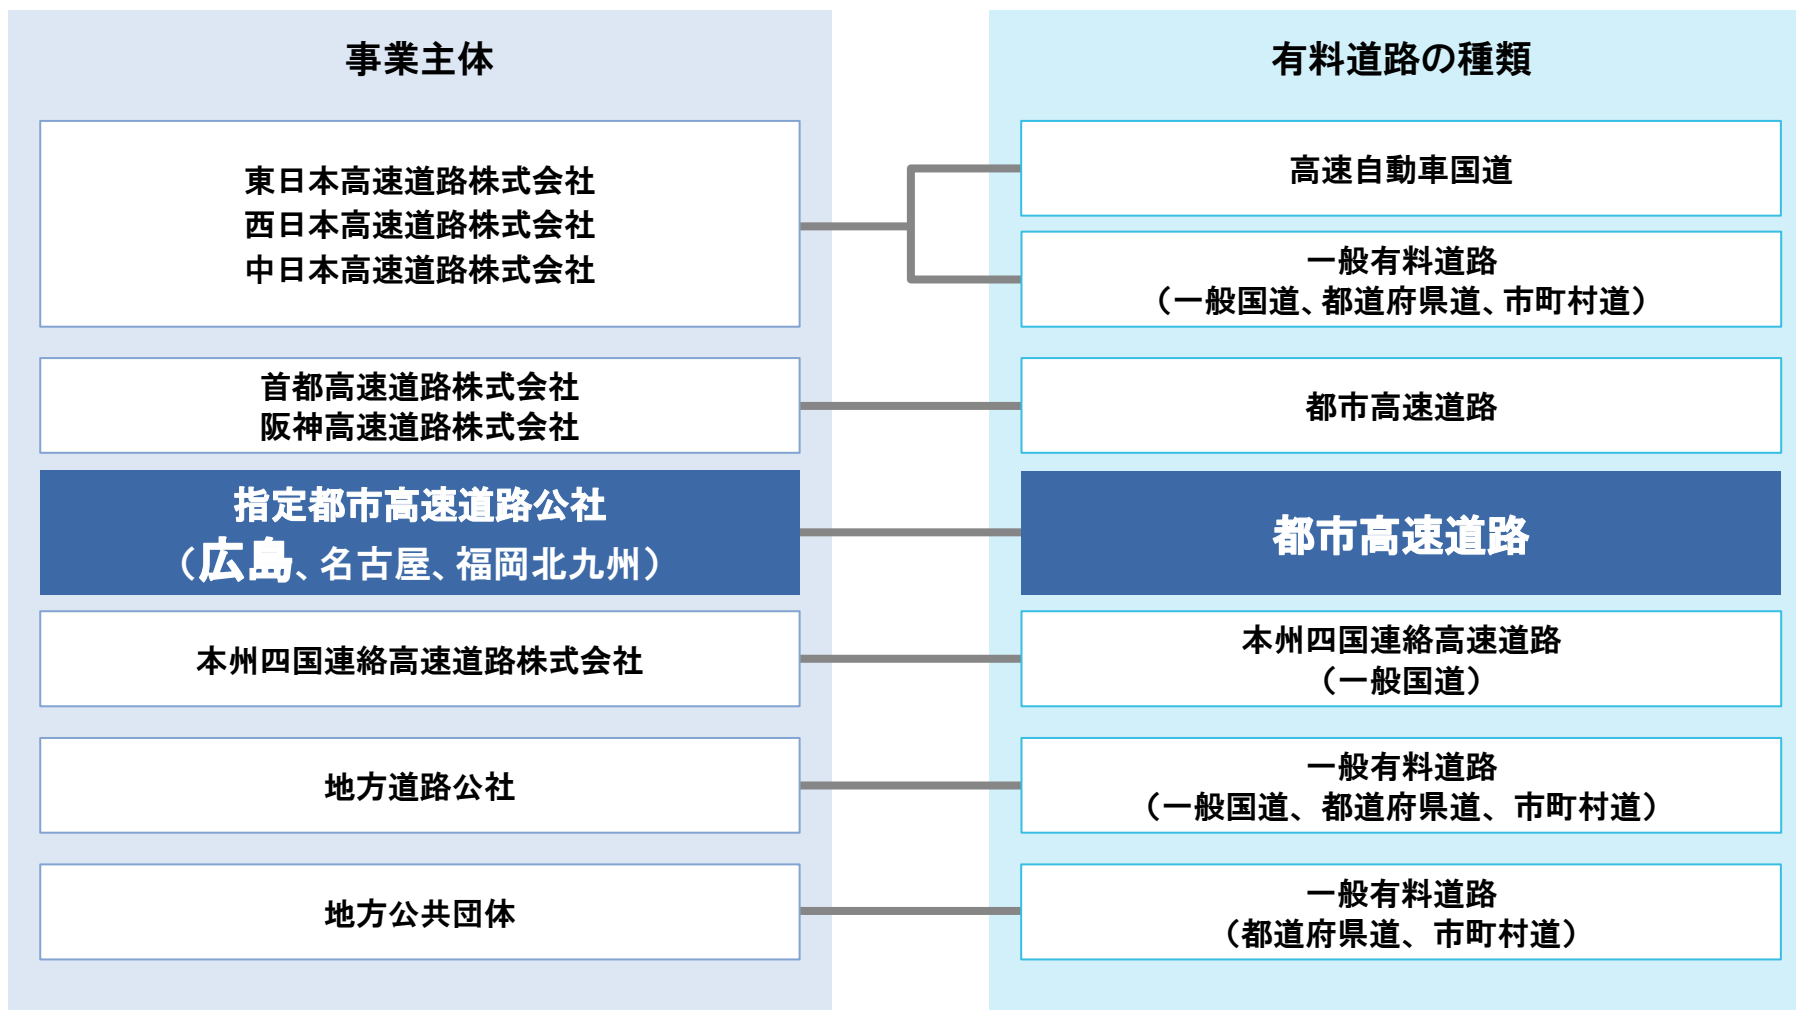 事業主体
有料道路の種類
東日本高速道路株式会社
西日本高速道路株式会社
中日本高速道路株式会社
高速自動車国道
一般有料道路
（一般国道、都道府県道、市町村道）
首都高速道路株式会社
阪神高速道路株式会社
都市高速道路
指定都市高速道路公社
（広島、名古屋、福岡北九州）
都市高速道路
本州四国連絡高速道路株式会社
本州四国連絡高速道路
（一般国道）
地方道路公社
一般有料道路
（一般国道、都道府県道、市町村道）
地方公共団体
一般有料道路
（都道府県道、市町村道）